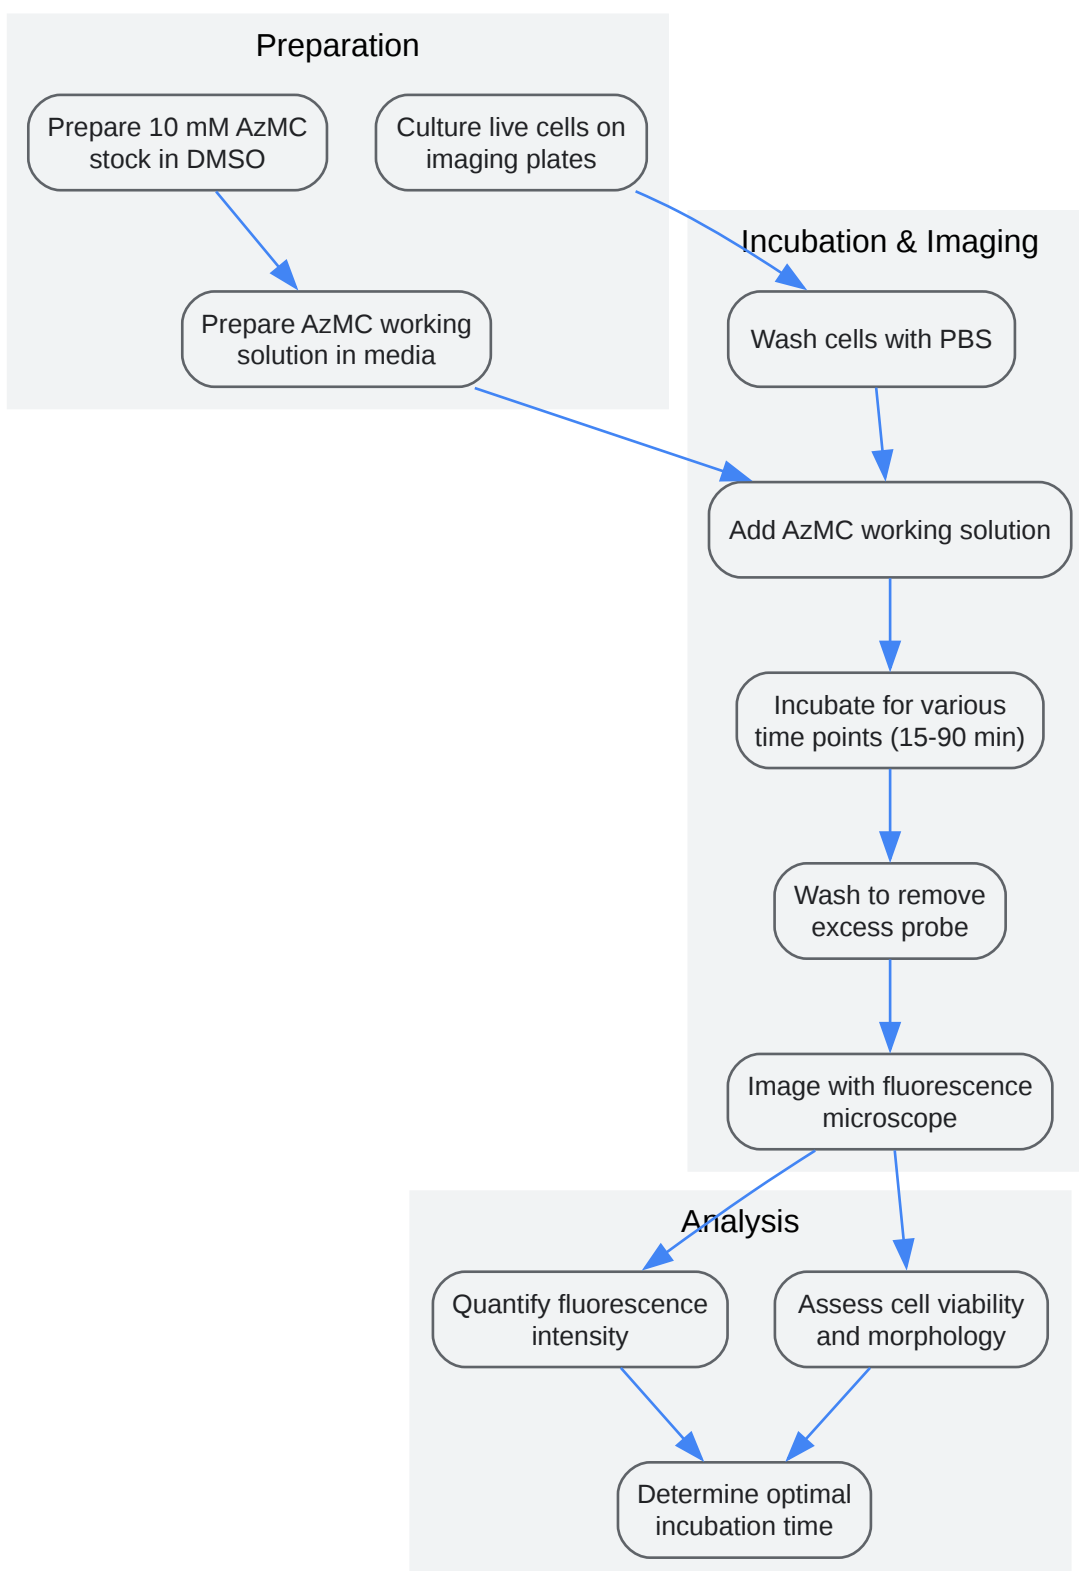 Preparation
Prepare 10 mM AzMC
stock in DMSO
Culture live cells on
imaging plates
Prepare AzMC working
solution in media
Incubation & Imaging
Wash cells with PBS
Add AzMC working solution
Incubate for various
time points (15-90 min)
Wash to remove
excess probe
Image with fluorescence
microscope
Analysis
Quantify fluorescence
intensity
Assess cell viability
and morphology
Determine optimal
incubation time